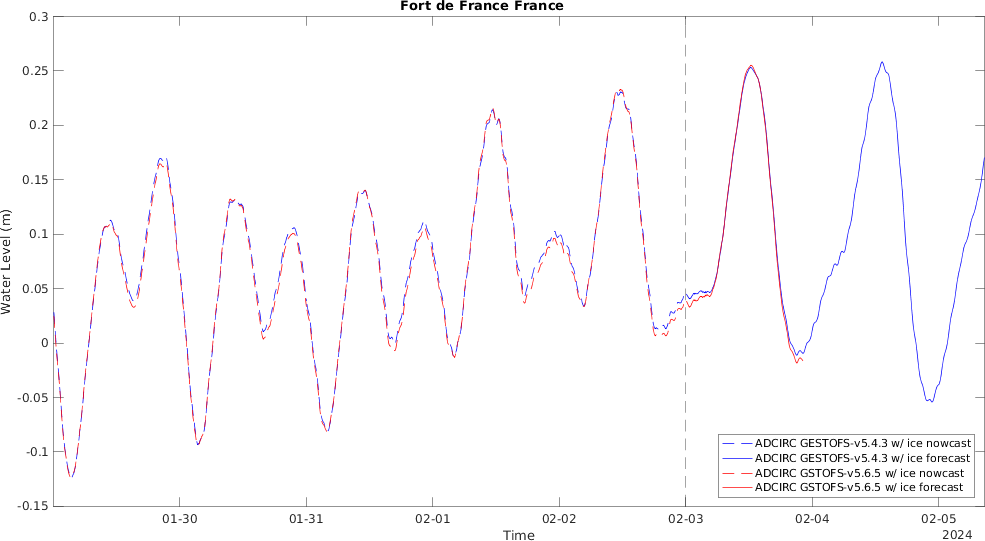 Fort de France France
0.3
0.25
0.2
0.15
0.1
0.05
0
-0.05
-0.1
-0.15
Water Level (m)
01-30
01-31
02-01
02-02
02-03
02-04
02-05
Time
2024
ADCIRC GESTOFS-v5.4.3 w/ ice nowcast
ADCIRC GESTOFS-v5.4.3 w/ ice forecast
ADCIRC GSTOFS-v5.6.5 w/ ice nowcast
ADCIRC GSTOFS-v5.6.5 w/ ice forecast